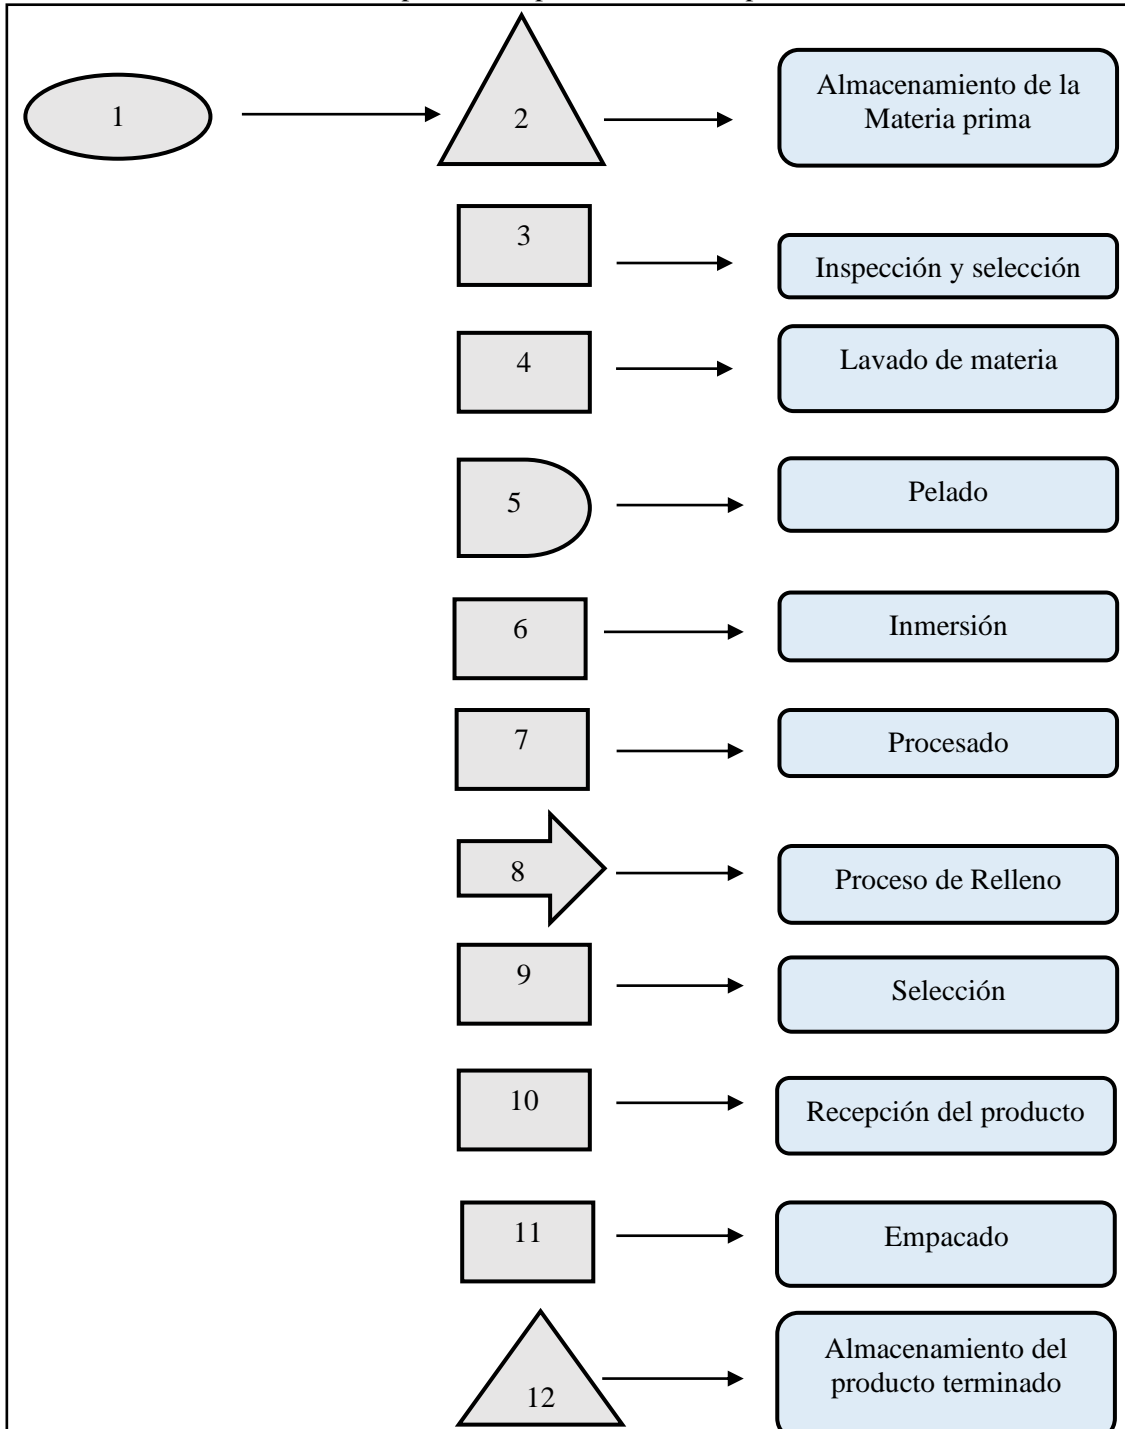 1
2
Almacenamiento de la
Materia prima
3
Inspección y selección
4
Lavado de materia
5
Pelado
6
Inmersión
7
Procesado
8
Proceso de Relleno
9
Selección
10
Recepción del producto
11
Empacado
12
Almacenamiento del
producto terminado